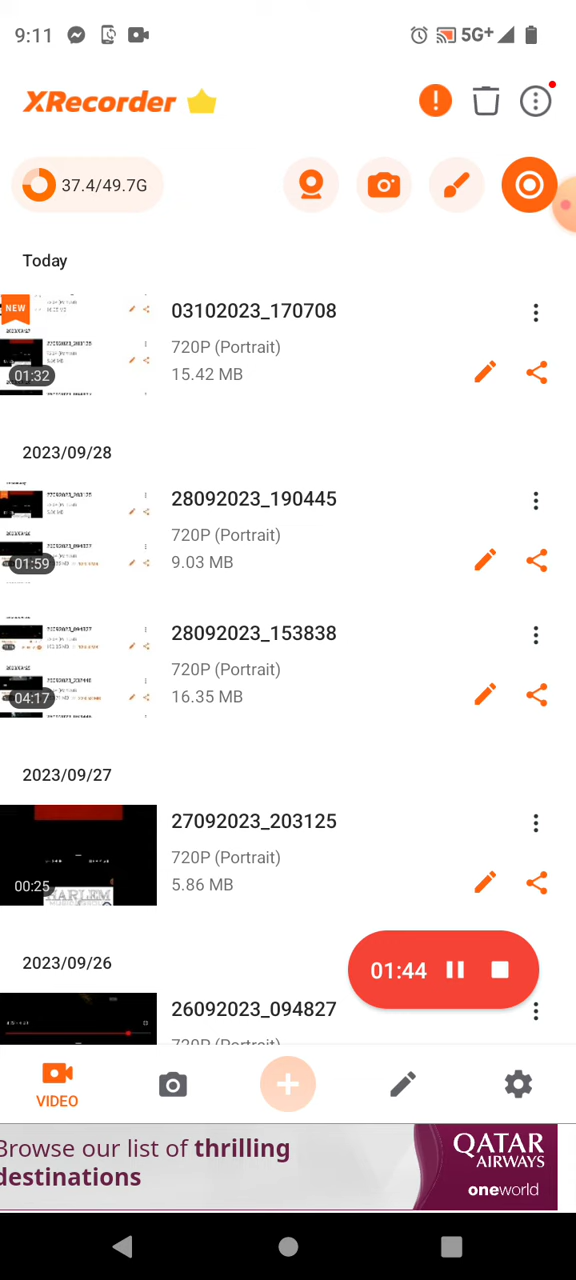 9:11 5G+
XRecorder
37.4/49.7G
Today
NEW
03102023_170708
720P (Portrait)
01:32
15.42 MB
2023/09/28
28092023_190445
720P (Portrait)
01:59
9.03 MB
28092023_153838
720P (Portrait)
04:17
16.35 MB
2023/09/27
27092023_203125
720P (Portrait)
00:25
5.86 MB
HARLEM
2023/09/26
01:44
26092023_094827
VIDEO
Browse our list of thrilling
destinations
QATAR
AIRWAYS
oneworld